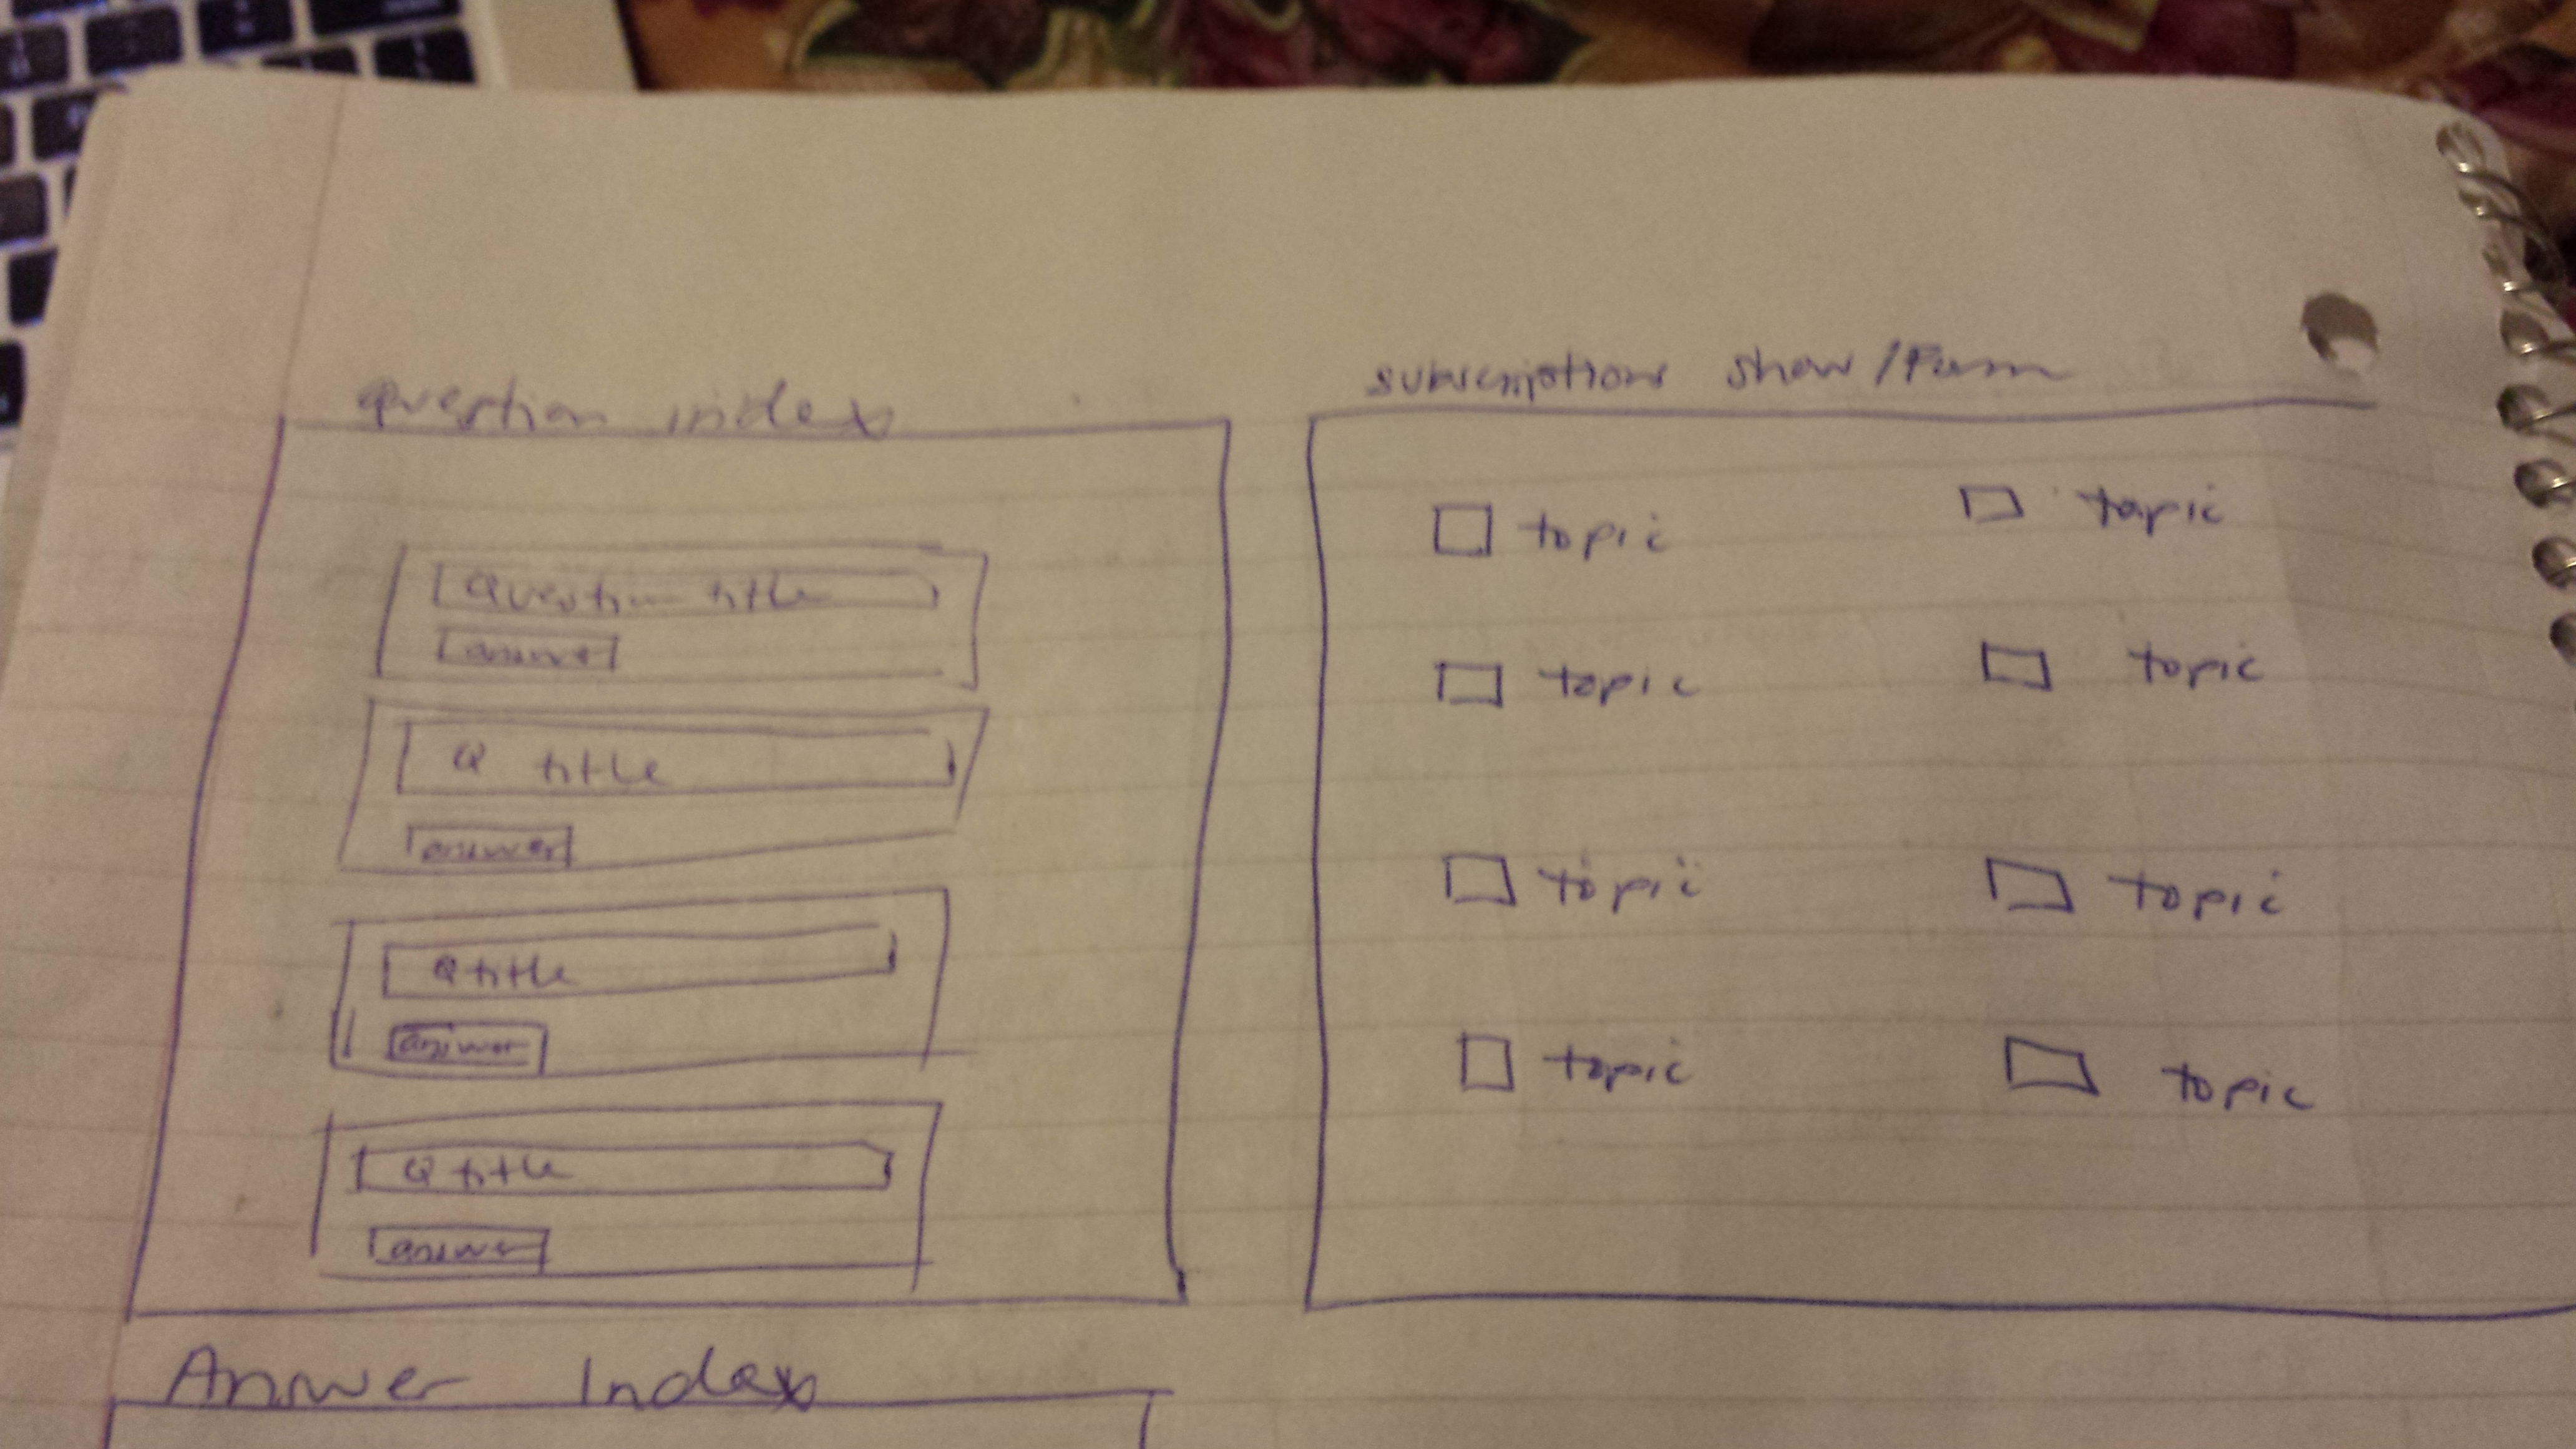 question index
Question title
answer
Q title
answer
Q title
answer
Q title
answer
subscriptions show/Form
topic topic
topic topic
topic topic
topic topic
Answer Index